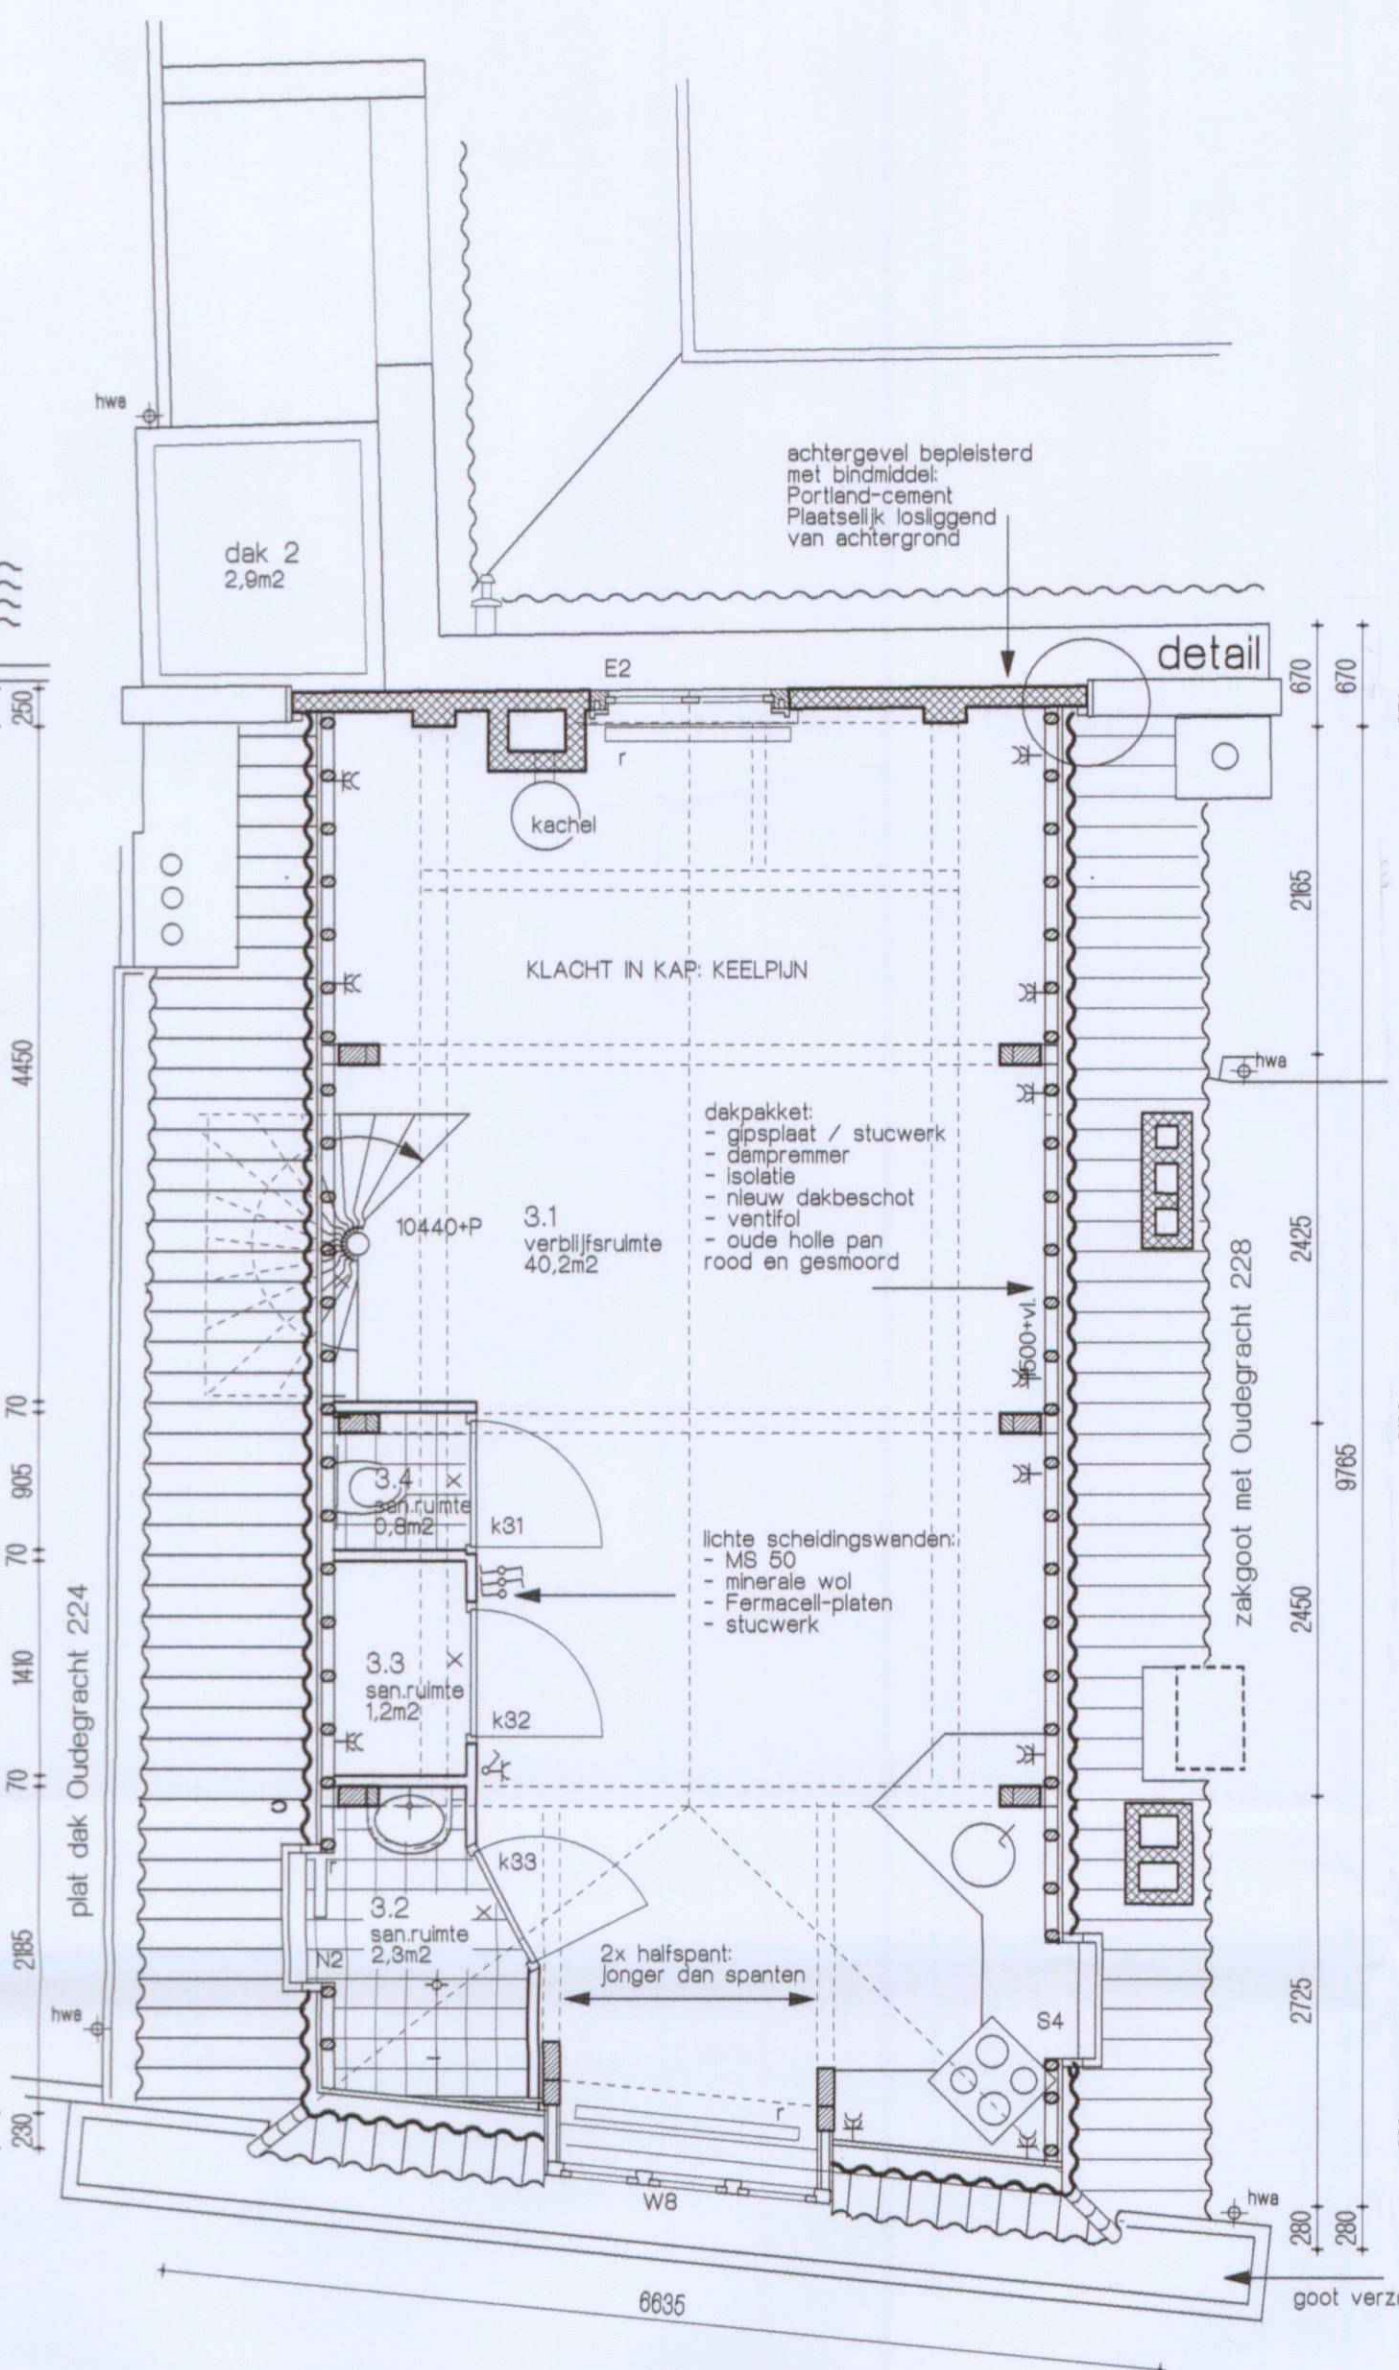 hwa
achtergevel bepleisterd
met bindmiddel:
Portland-cement
Plaatselijk losliggend
van achtergrond
dak 2
2,9m2
E2
detail
670
670
250
r
kachel
2165
KLACHT IN KAP: KEELPIJN
4450
hwa
dakpakket:
- gipsplaat / stucwerk
- dampremmer
- isolatie
- nieuw dakbeschot
- ventifol
- oude holle pan
rood en gesmoord
10440+P
3.1
verblijfsruimte
40,2m2
2425
zakgoot met Oudegracht 228
1500+vl.
70
905
3.4
san.ruimte
0,8m2
k31
9765
70
lichte scheidingswanden:
- MS 50
- minerale wol
- Fermacell-platen
- stucwerk
2450
plat dak Oudegracht 224
1410
3.3
san.ruimte
1,2m2
k32
70
k33
r
3.2
san.ruimte
2,3m2
N2
2185
2x halfspant:
jonger dan spanten
2725
S4
hwa
230
r
W8
hwa
280
280
6635
goot verz